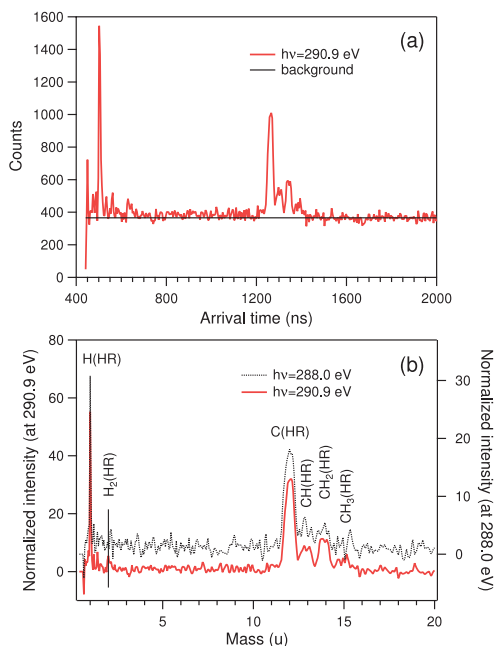 1600
1400
1200
1000
800
600
400
200
0
Counts
(a)
hν=290.9 eV
background
400
800
1200
1600
2000
Arrival time (ns)
80
60
40
20
0
Normalized intensity (at 290.9 eV)
(b)
H(HR)
H₂(HR)
hν=288.0 eV
hν=290.9 eV
C(HR)
CH(HR)
CH₂(HR)
CH₃(HR)
30
20
10
0
Normalized intensity (at 288.0 eV)
5
10
15
20
Mass (u)